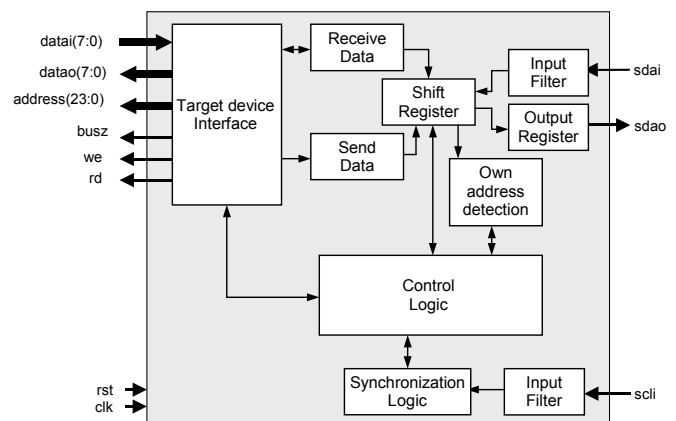 datai(7:0)
datao(7:0)
address(23:0)
busz
we
rd
Target device
Interface
Receive
Data
Send
Data
Shift
Register
Input
Filter
sdai
Output
Register
sdao
Own
address
detection
Control
Logic
Synchronization
Logic
Input
Filter
scli
rst
clk